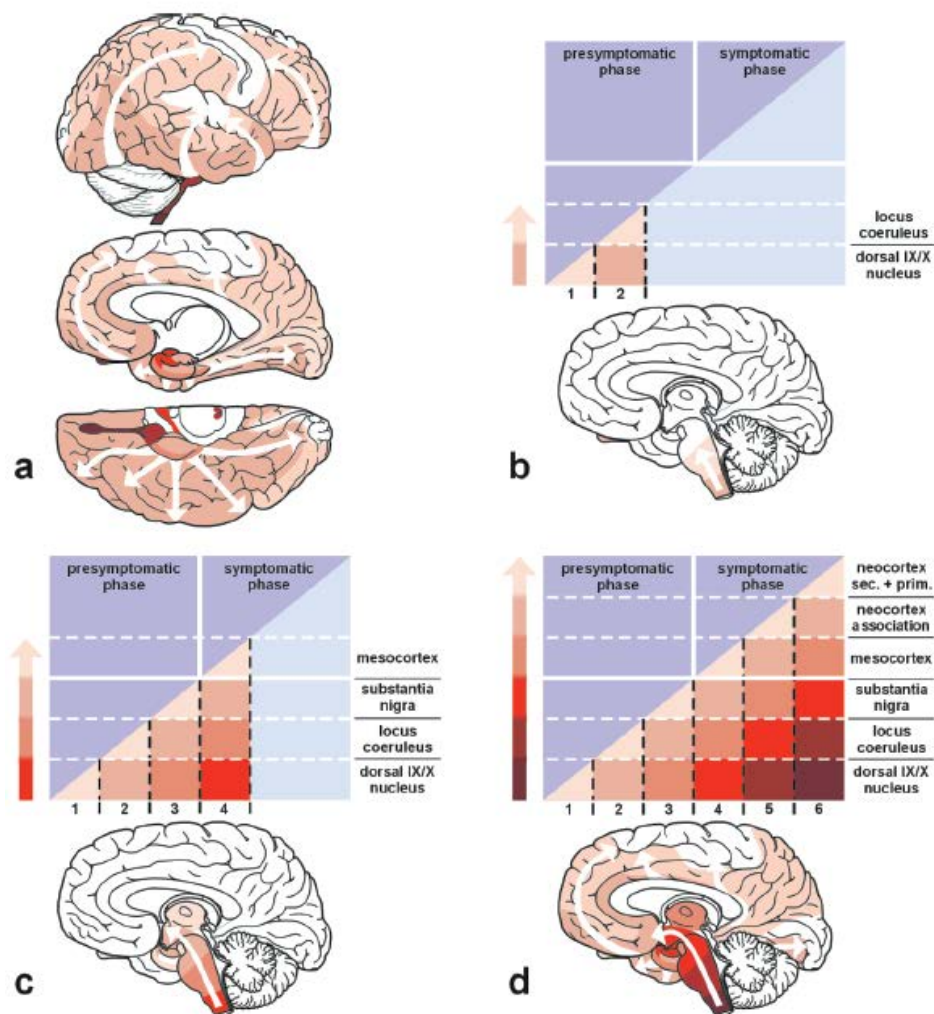 a
presymptomatic
phase
symptomatic
phase
locus
coeruleus
dorsal IX/X
nucleus
1 2
b
presymptomatic
phase
symptomatic
phase
mesocortex
substantia
nigra
locus
coeruleus
dorsal IX/X
nucleus
1 2 3 4
c
presymptomatic
phase
symptomatic
phase
neocortex
sec. + prim.
neocortex
association
mesocortex
substantia
nigra
locus
coeruleus
dorsal IX/X
nucleus
1 2 3 4 5 6
d